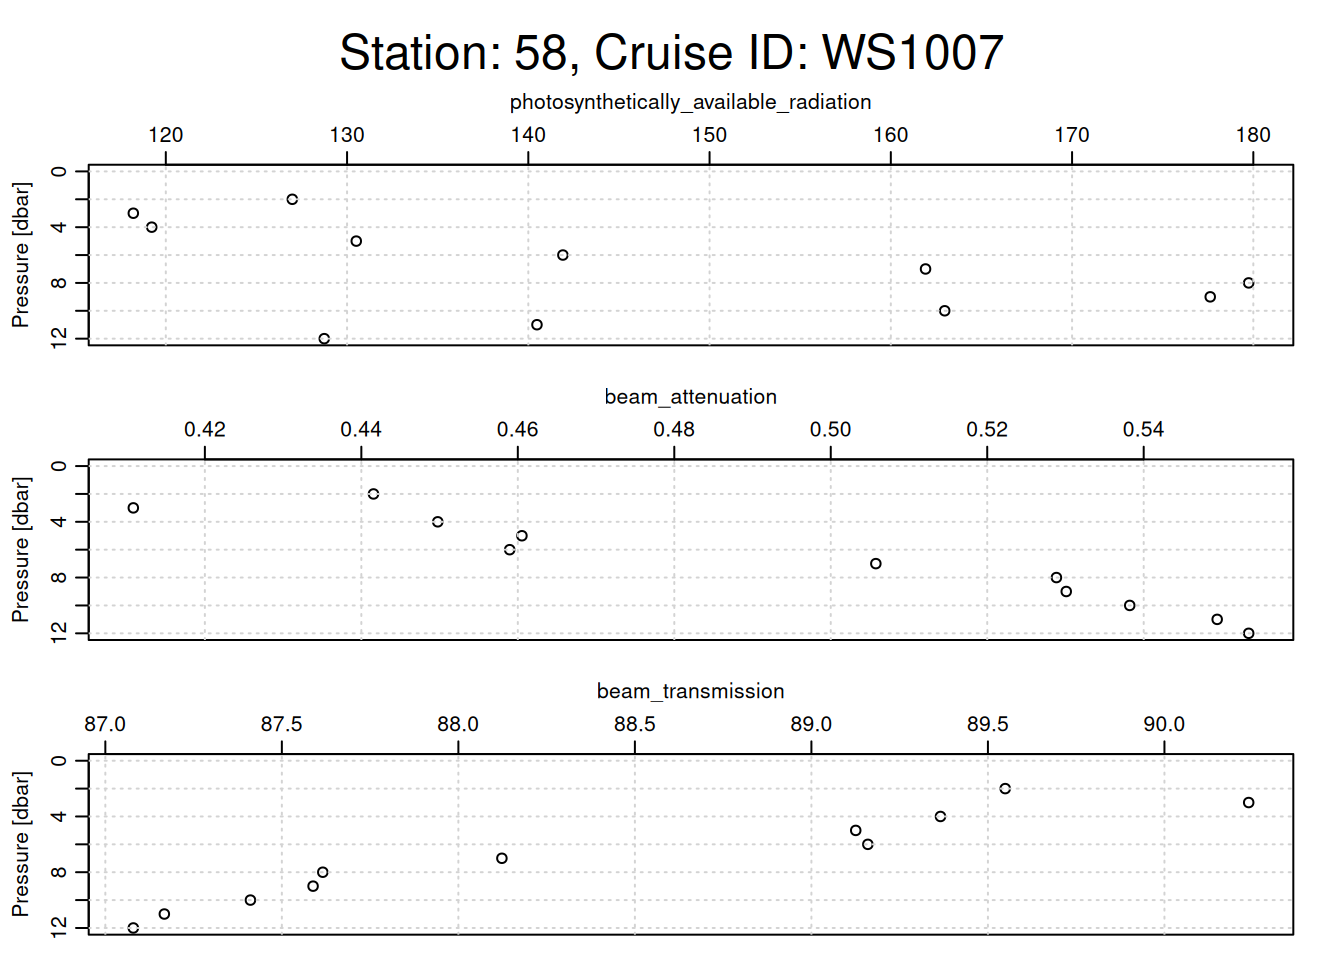 Station: 58, Cruise ID: WS1007
photosynthetically_available_radiation
120 130 140 150 160 170 180
0
4
8
12
Pressure [dbar]
beam_attenuation
0.42 0.44 0.46 0.48 0.50 0.52 0.54
0
4
8
12
Pressure [dbar]
beam_transmission
87.0 87.5 88.0 88.5 89.0 89.5 90.0
0
4
8
12
Pressure [dbar]